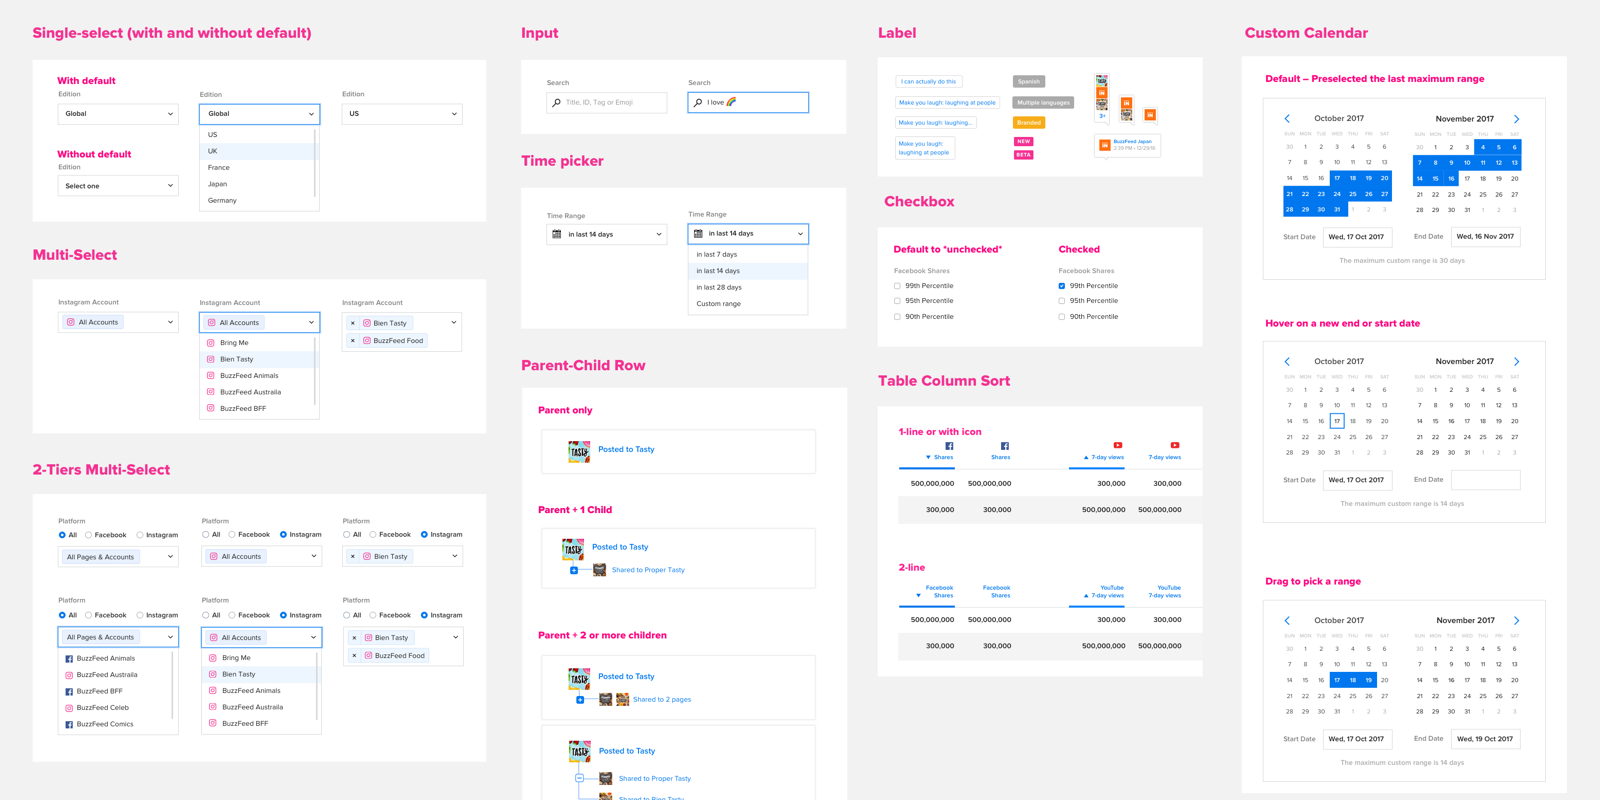 Single-select (with and without default)
With default
Edition
Global
Edition
Global
US
UK
France
Japan
Germany
Edition
US
Without default
Edition
Select one
Multi-Select
Instagram Account
All Accounts
Instagram Account
All Accounts
Bring Me
Bien Tasty
BuzzFeed Animals
BuzzFeed Austraila
BuzzFeed BFF
Instagram Account
× Bien Tasty
× BuzzFeed Food
2-Tiers Multi-Select
Platform
All Facebook Instagram
All Pages & Accounts
Platform
All Facebook Instagram
All Accounts
Platform
All Facebook Instagram
× Bien Tasty
All Facebook Instagram
All Pages & Accounts
BuzzFeed Animals
BuzzFeed Austraila
BuzzFeed BFF
BuzzFeed Celeb
BuzzFeed Comics
All Facebook Instagram
All Accounts
Bring Me
Bien Tasty
BuzzFeed Animals
BuzzFeed Austraila
BuzzFeed BFF
All Facebook Instagram
× Bien Tasty
× BuzzFeed Food
Input
Search
Title, ID, Tag or Emoji
Search
I love 🌈
Time picker
Time Range
in last 14 days
Time Range
in last 14 days
in last 7 days
in last 14 days
in last 28 days
Custom range
Parent-Child Row
Parent only
TASTY
Posted to Tasty
Parent + 1 Child
TASTY
Posted to Tasty
Shared to Proper Tasty
Parent + 2 or more children
TASTY
Posted to Tasty
Shared to 2 pages
TASTY
Posted to Tasty
Shared to Proper Tasty
Shared to Bien Tasty
Label
I can actually do this
Make you laugh: laughing at people
Make you laugh: laughing...
Make you laugh:
laughing at people
Spanish
Multiple languages
Branded
NEW
BETA
3+
BuzzFeed Japan
2:39 PM • 12/29/16
Checkbox
Default to *unchecked*
Facebook Shares
99th Percentile
95th Percentile
90th Percentile
Checked
Facebook Shares
99th Percentile
95th Percentile
90th Percentile
Table Column Sort
1-line or with icon
▼ Shares Shares ▲ 7-day views 7-day views
500,000,000 500,000,000 300,000 300,000
300,000 300,000 500,000,000 500,000,000
2-line
Facebook Facebook YouTube YouTube
▼ Shares Shares ▲ 7-day views 7-day views
500,000,000 500,000,000 300,000 300,000
300,000 300,000 500,000,000 500,000,000
Custom Calendar
Default – Preselected the last maximum range
October 2017
SUN MON TUE WED THU FRI SAT
30 1 2 3 4 5 6
7 8 9 10 11 12 13
14 15 16 17 18 19 20
21 22 23 24 25 26 27
28 29 30 31 1 2 3
November 2017
SUN MON TUE WED THU FRI SAT
30 1 2 3 4 5 6
7 8 9 10 11 12 13
14 15 16 17 18 19 20
21 22 23 24 25 26 27
28 29 30 31 1 2 3
Start Date Wed, 17 Oct 2017
End Date Wed, 16 Nov 2017
The maximum custom range is 30 days
Hover on a new end or start date
October 2017
SUN MON TUE WED THU FRI SAT
30 1 2 3 4 5 6
7 8 9 10 11 12 13
14 15 16 17 18 19 20
21 22 23 24 25 26 27
28 29 30 31 1 2 3
November 2017
SUN MON TUE WED THU FRI SAT
30 1 2 3 4 5 6
7 8 9 10 11 12 13
14 15 16 17 18 19 20
21 22 23 24 25 26 27
28 29 30 31 1 2 3
Start Date Wed, 17 Oct 2017
End Date
The maximum custom range is 14 days
Drag to pick a range
October 2017
SUN MON TUE WED THU FRI SAT
30 1 2 3 4 5 6
7 8 9 10 11 12 13
14 15 16 17 18 19 20
21 22 23 24 25 26 27
28 29 30 31 1 2 3
November 2017
SUN MON TUE WED THU FRI SAT
30 1 2 3 4 5 6
7 8 9 10 11 12 13
14 15 16 17 18 19 20
21 22 23 24 25 26 27
28 29 30 31 1 2 3
Start Date Wed, 17 Oct 2017
End Date Wed, 19 Oct 2017
The maximum custom range is 14 days